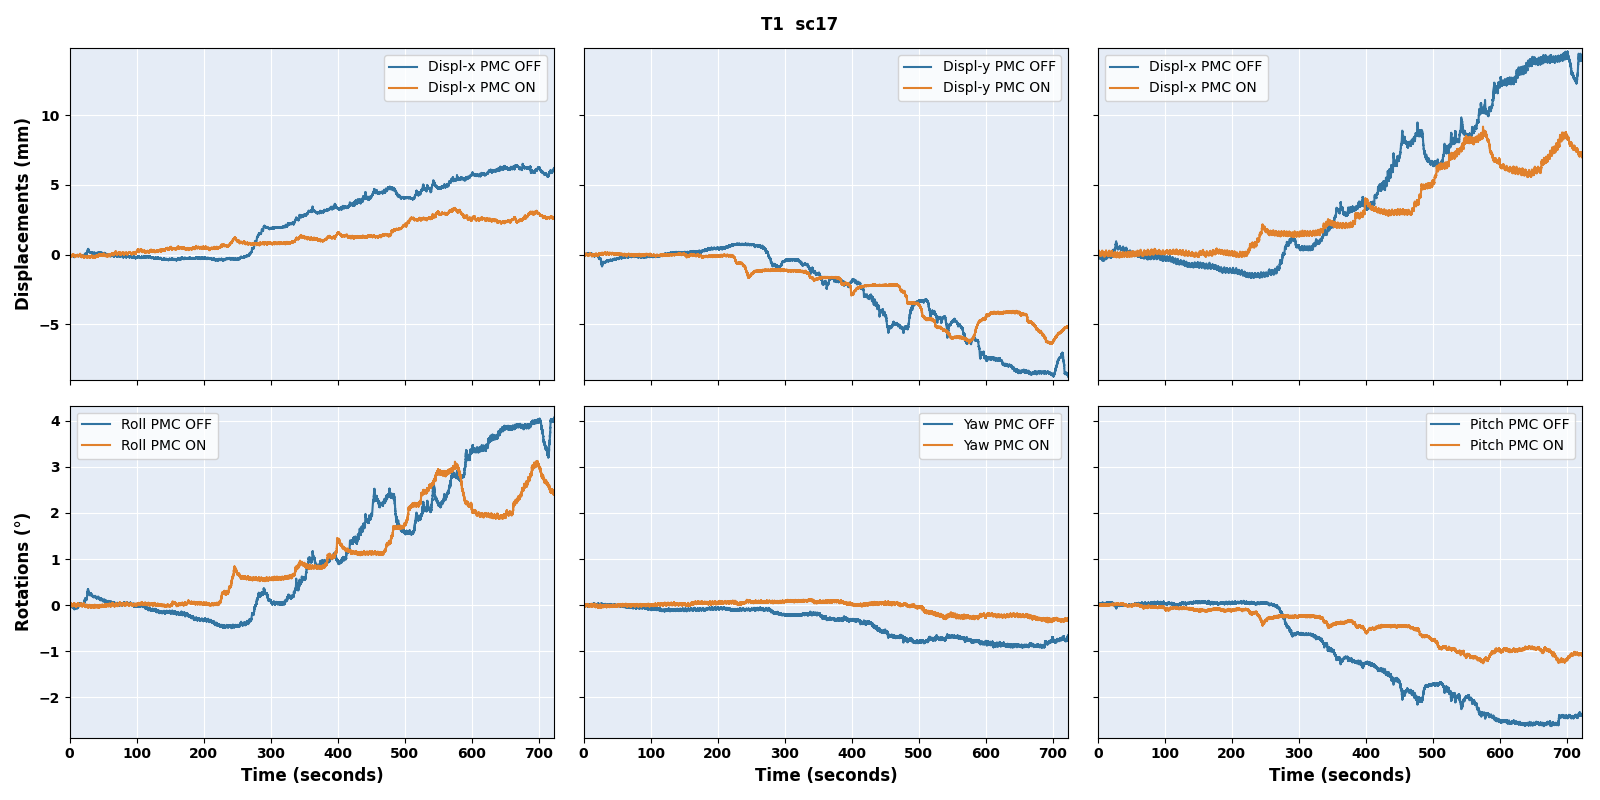 T1 sc17
Displ-x PMC OFF
Displ-x PMC ON
Displ-y PMC OFF
Displ-y PMC ON
Displ-x PMC OFF
Displ-x PMC ON
Displacements (mm)
10
5
0
−5
Roll PMC OFF
Roll PMC ON
Yaw PMC OFF
Yaw PMC ON
Pitch PMC OFF
Pitch PMC ON
Rotations (°)
4
3
2
1
0
−1
−2
0 100 200 300 400 500 600 700
0 100 200 300 400 500 600 700
0 100 200 300 400 500 600 700
Time (seconds)
Time (seconds)
Time (seconds)